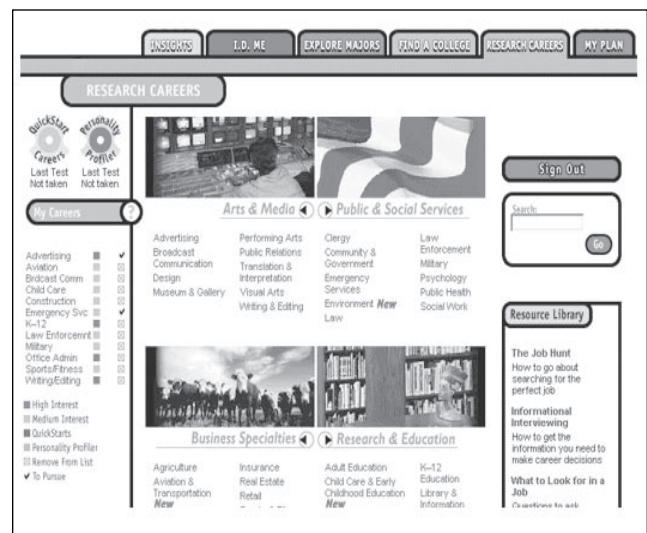 INSIGHTS
I.D. ME
EXPLORE MAJORS
FIND A COLLEGE
RESEARCH CAREERS
MY PLAN
RESEARCH CAREERS
QuickStart
Careers
Last Test
Not taken
Personality
Profiler
Last Test
Not taken
My Careers
?
Advertising
Aviation
Brdcast Comm
Child Care
Construction
Emergency Svc
K–12
Law Enforcemnt
Military
Office Admin
Sports/Fitness
Writing/Editing
High Interest
Medium Interest
QuickStarts
Personality Profiler
Remove From List
To Pursue
Arts & Media
Advertising
Broadcast
Communication
Design
Museum & Gallery
Performing Arts
Public Relations
Translation &
Interpretation
Visual Arts
Writing & Editing
Public & Social Services
Clergy
Community &
Government
Emergency
Services
Environment New
Law
Law
Enforcement
Military
Psychology
Public Health
Social Work
Business Specialties
Agriculture
Aviation &
Transportation
New
Insurance
Real Estate
Retail
Research & Education
Adult Education
Child Care & Early
Childhood Education
New
K–12
Education
Library &
Information
Sign Out
Search:
Go
Resource Library
The Job Hunt
How to go about
searching for the
perfect job
Informational
Interviewing
How to get the
information you need to
make career decisions
What to Look for in a
Job
Questions to ask